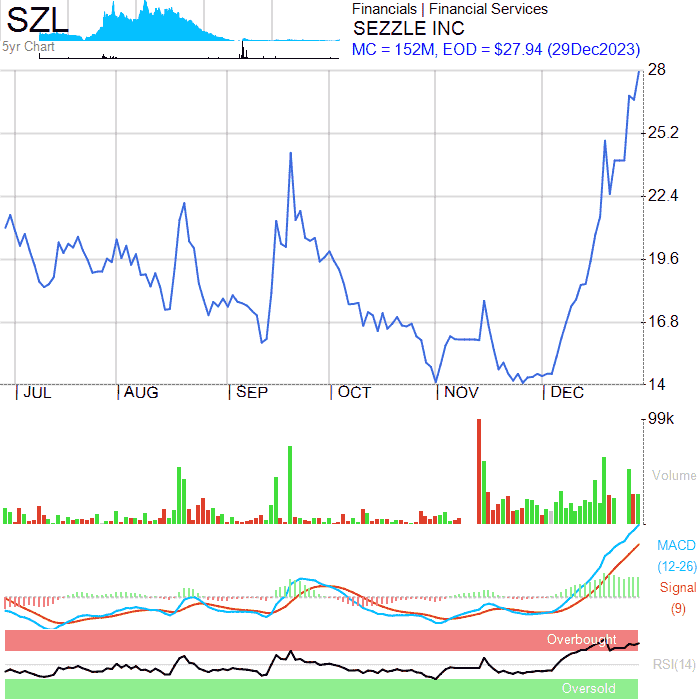 SZL
5yr Chart
Financials | Financial Services
SEZZLE INC
MC = 152M, EOD = $27.94 (29Dec2023)
28
25.2
22.4
19.6
16.8
14
JUL AUG SEP OCT NOV DEC
99k
Volume
MACD
(12-26)
Signal
(9)
Overbought
RSI(14)
Oversold